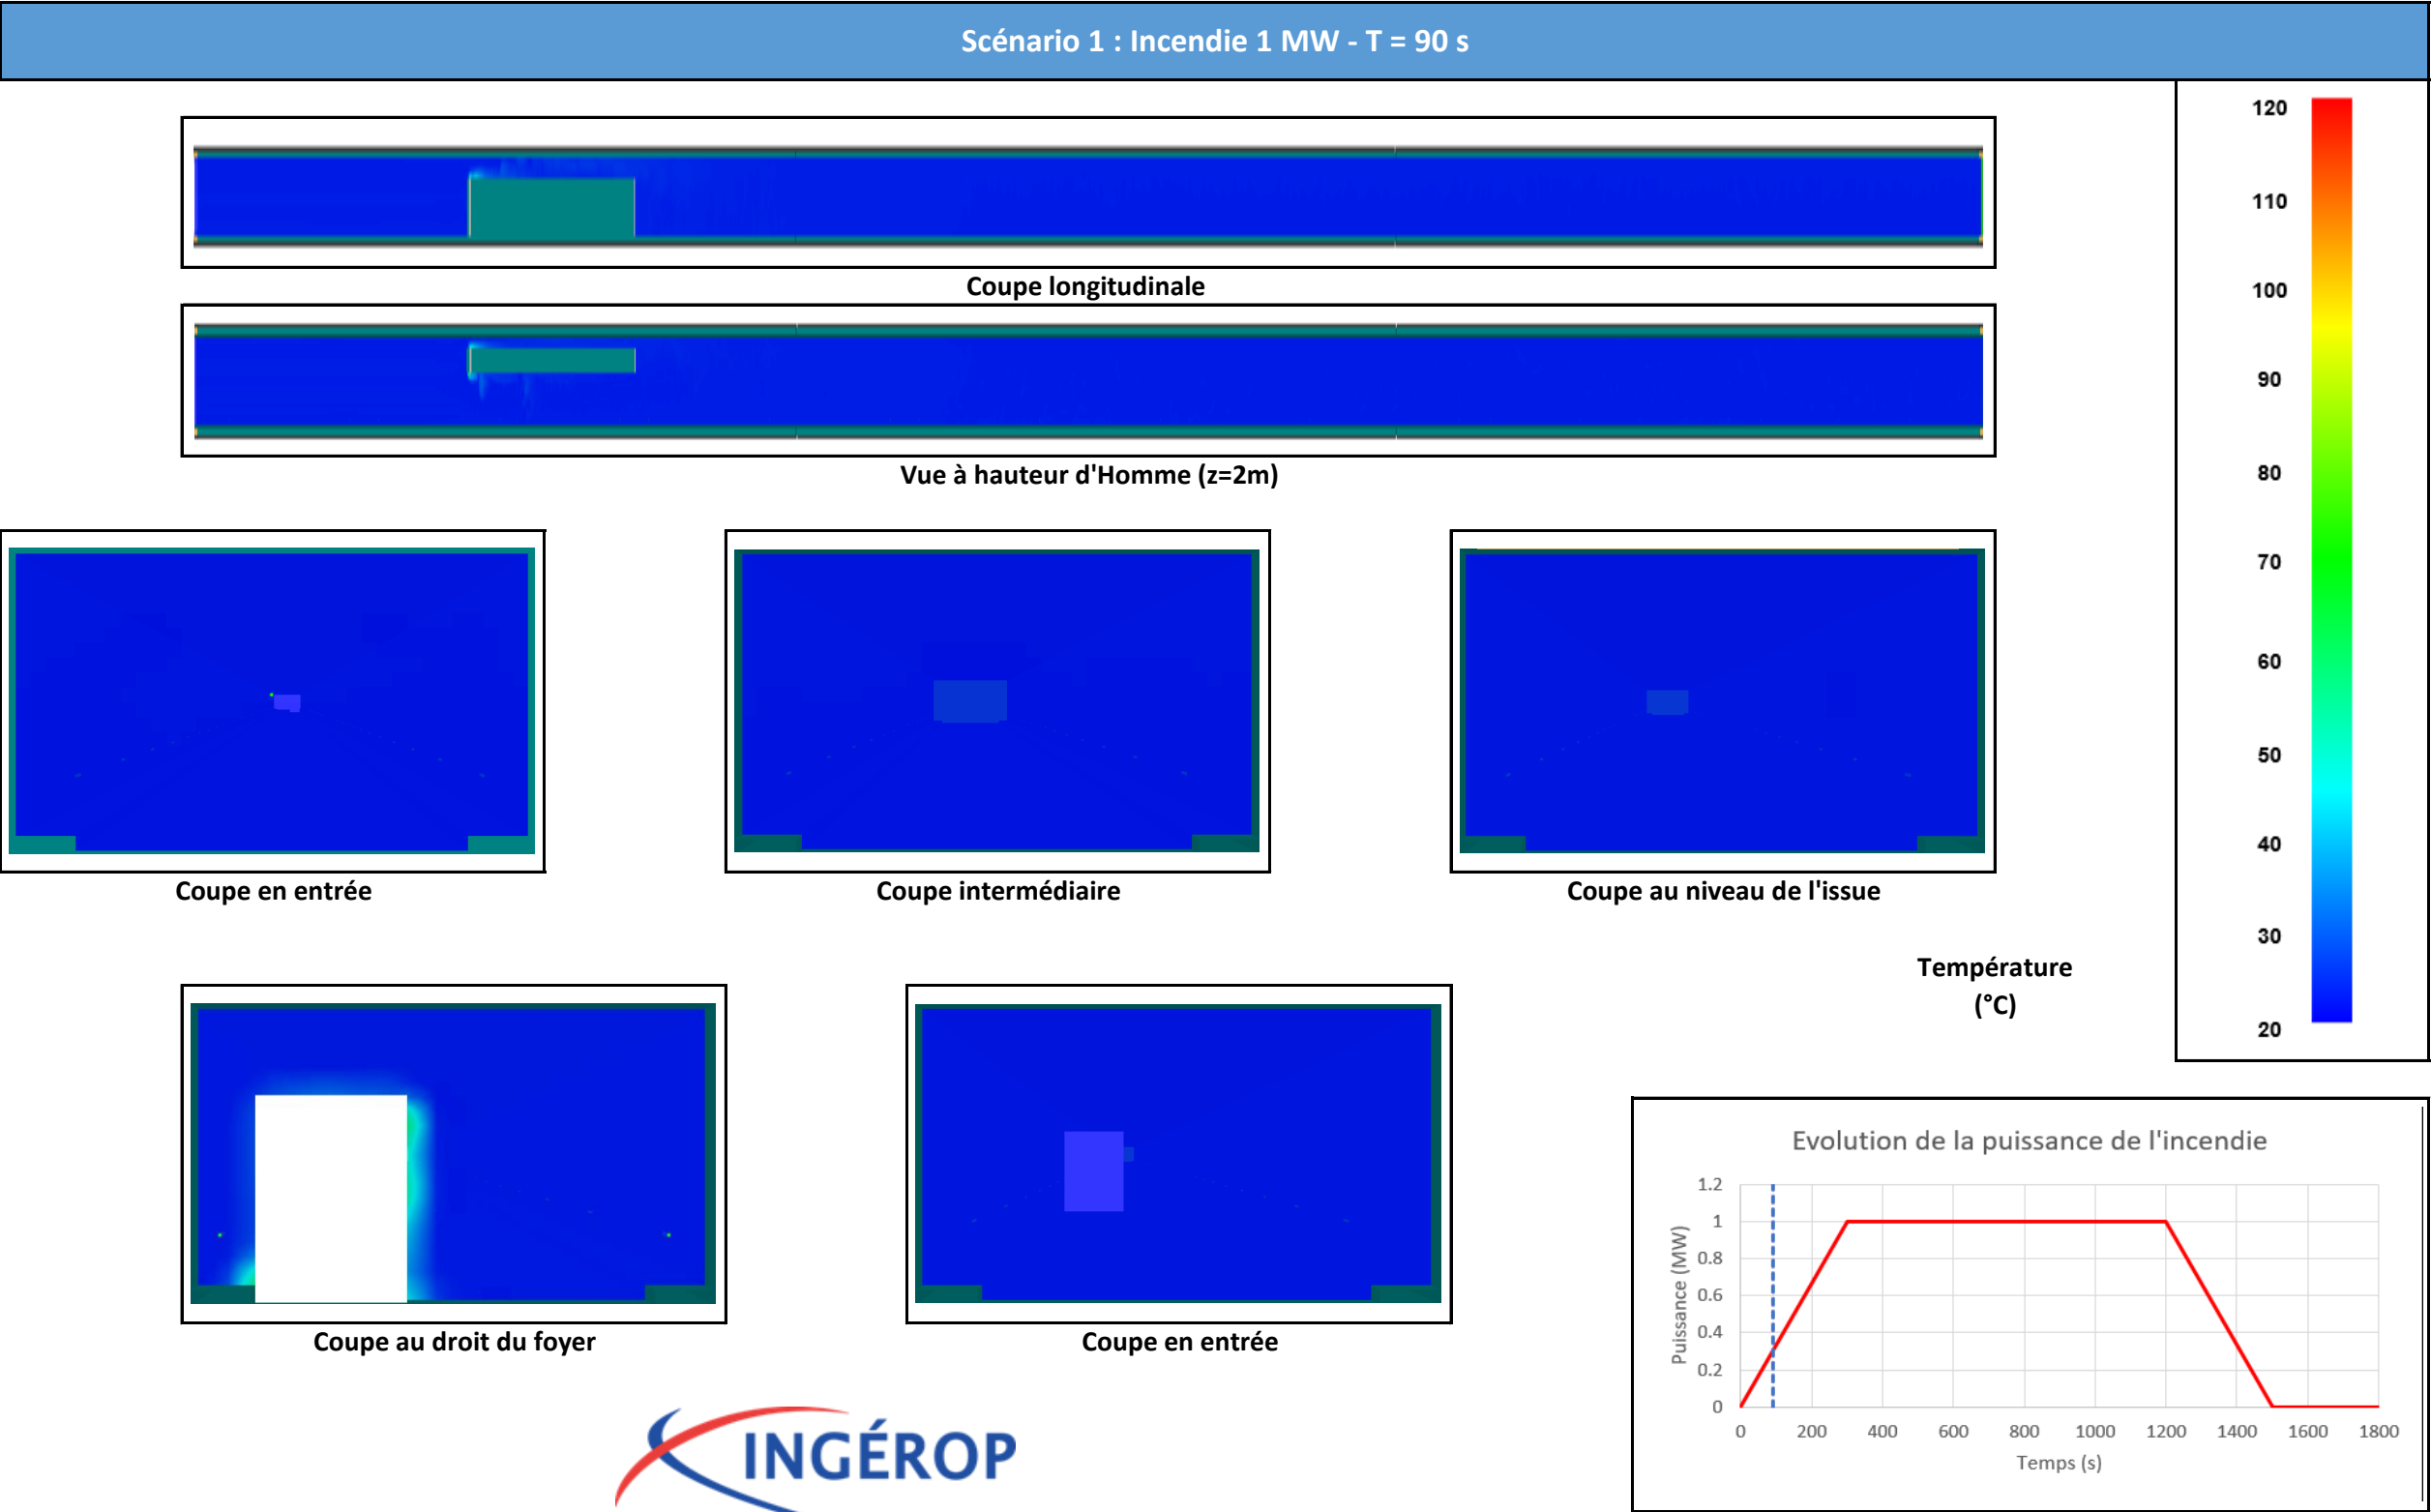 Scénario 1 : Incendie 1 MW - T = 90 s
Coupe longitudinale
Vue à hauteur d'Homme (z=2m)
Coupe en entrée
Coupe intermédiaire
Coupe au niveau de l'issue
Coupe au droit du foyer
Coupe en entrée
Température
(°C)
120
110
100
90
80
70
60
50
40
30
20
Evolution de la puissance de l'incendie
Puissance (MW)
1.2
1
0.8
0.6
0.4
0.2
0
0 200 400 600 800 1000 1200 1400 1600 1800
Temps (s)
INGÉROP